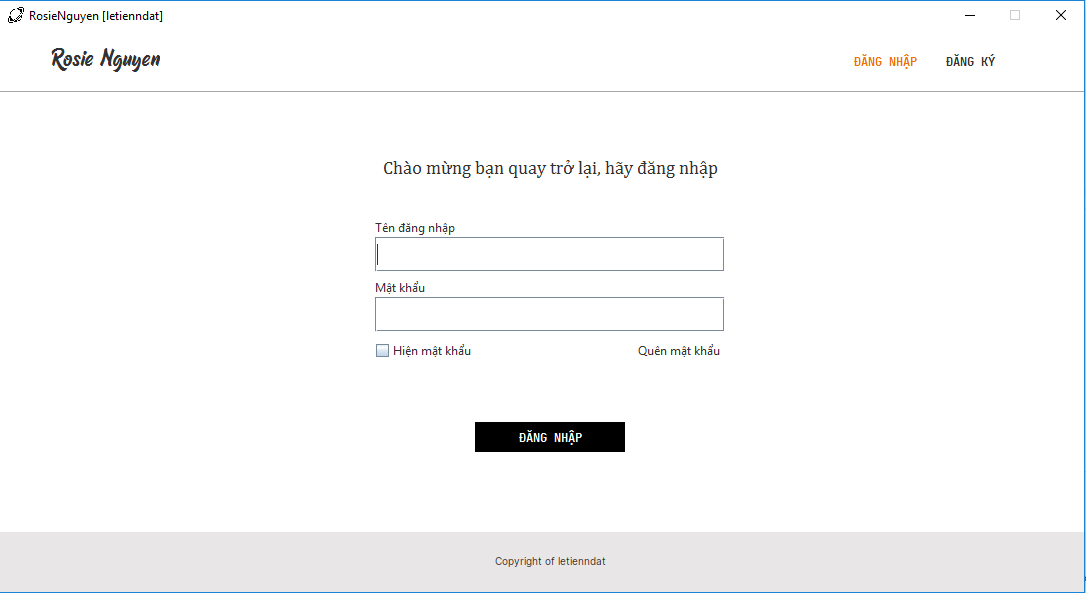 RosieNguyen [letienndat]
Rosie Nguyen
ĐĂNG NHẬP ĐĂNG KÝ
Chào mừng bạn quay trở lại, hãy đăng nhập
Tên đăng nhập
Mật khẩu
Hiện mật khẩu Quên mật khẩu
ĐĂNG NHẬP
Copyright of letienndat